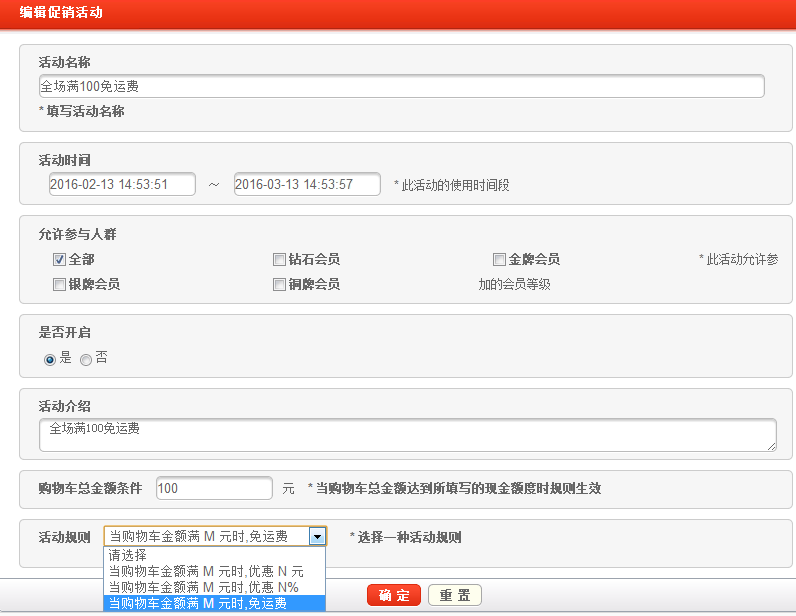 编辑促销活动
活动名称
全场满100免运费
* 填写活动名称
活动时间
2016-02-13 14:53:51 ～ 2016-03-13 14:53:57 * 此活动的使用时间段
允许参与人群
全部 钻石会员 金牌会员 * 此活动允许参
银牌会员 铜牌会员 加的会员等级
是否开启
是 否
活动介绍
全场满100免运费
购物车总金额条件 100 元 * 当购物车总金额达到所填写的现金额度时规则生效
活动规则 当购物车金额满 M 元时,免运费 * 选择一种活动规则
请选择
当购物车金额满 M 元时,优惠 N 元
当购物车金额满 M 元时,优惠 N%
当购物车金额满 M 元时,免运费
确 定 重 置